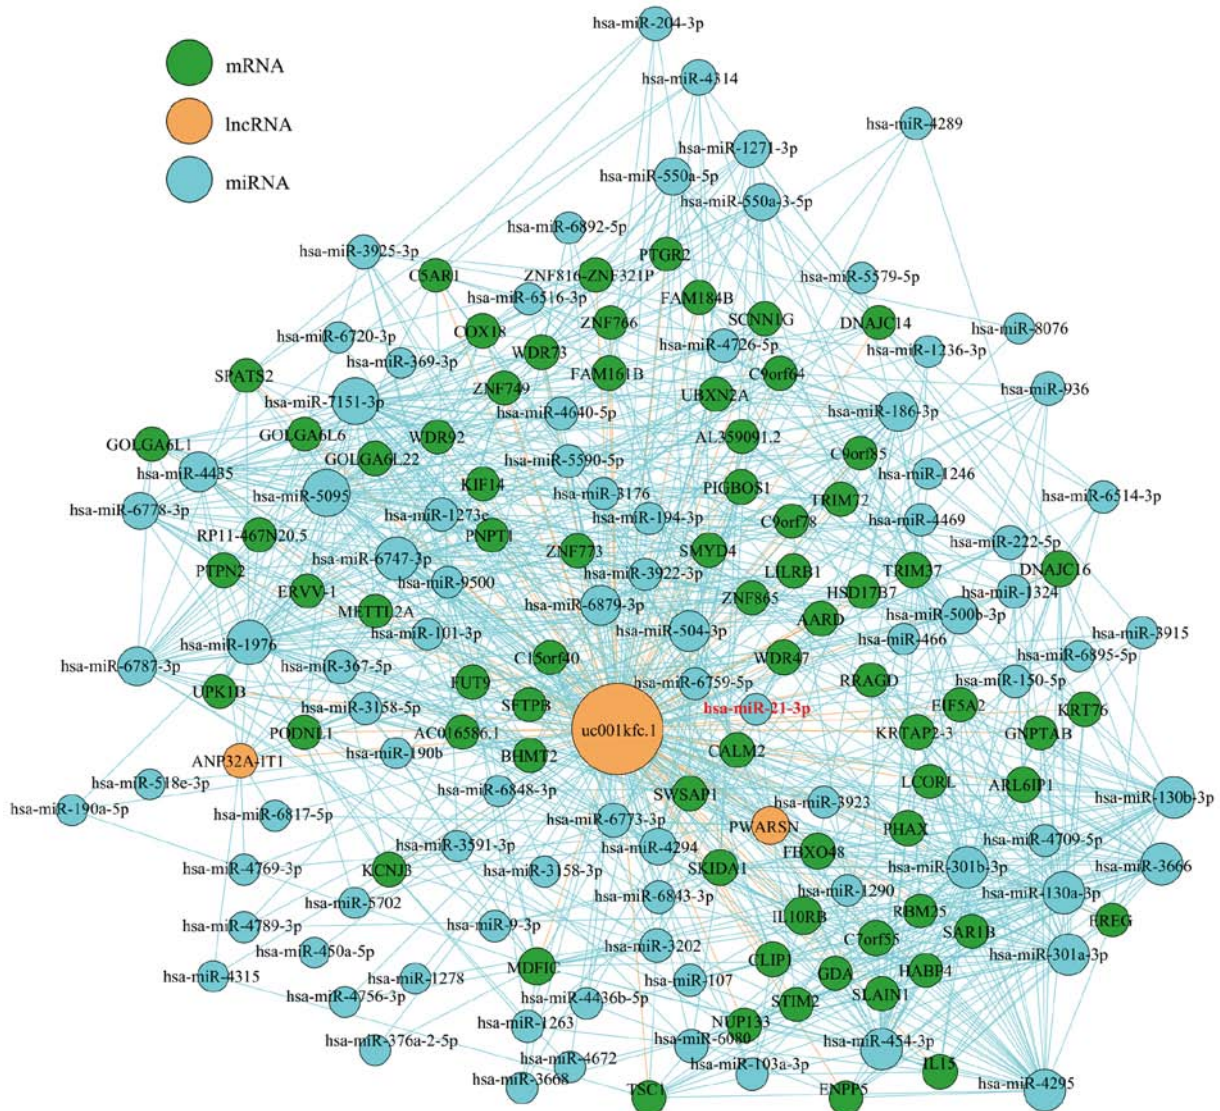 hsa-miR-204-3p
mRNA
hsa-miR-4314
lncRNA
hsa-miR-4289
hsa-miR-1271-3p
hsa-miR-550a-5p
miRNA
hsa-miR-550a-3-5p
hsa-miR-6892-5p
hsa-miR-3925-3p
PTGR2
C5AR1
ZNF816-ZNF321P
hsa-miR-5579-5p
hsa-miR-6516-3p
FAM184B
SCNN1G
DNAJC14
hsa-miR-8076
COX18
ZNF766
hsa-miR-6720-3p
hsa-miR-4726-5p
hsa-miR-1236-3p
WDR73
hsa-miR-369-3p
SPATS2
FAM161B
C9orf64
hsa-miR-936
ZNF749
UBXN2A
hsa-miR-7151-3p
hsa-miR-4640-5p
hsa-miR-186-3p
GOLGA6L6
WDR92
AL359091.2
GOLGA6L1
GOLGA6L22
C9orf85
hsa-miR-5590-5p
hsa-miR-4435
hsa-miR-1246
KIF14
PIGBOS1
hsa-miR-5095
hsa-miR-3176
TRIM72
hsa-miR-6514-3p
hsa-miR-6778-3p
hsa-miR-1273c
hsa-miR-194-3p
C9orf78
hsa-miR-4469
RP11-467N20.5
PNPT1
hsa-miR-222-5p
ZNF773
SMYD4
hsa-miR-6747-3p
PTPN2
hsa-miR-3922-3p
LILRB1
TRIM37
DNAJC16
hsa-miR-9500
ERVV-1
HSD17B7
hsa-miR-1324
ZNF865
hsa-miR-6879-3p
METTL2A
AARD
hsa-miR-500b-3p
hsa-miR-504-3p
hsa-miR-101-3p
hsa-miR-3915
hsa-miR-466
hsa-miR-1976
hsa-miR-6895-5p
C15orf40
WDR47
hsa-miR-6787-3p
hsa-miR-367-5p
FUT9
hsa-miR-6759-5p
RRAGD
hsa-miR-150-5p
UPK1B
SFTPB
hsa-miR-3158-5p
hsa-miR-21-3p
EIF5A2
KRT76
PODNL1
AC016586.1
uc001kfc.1
KRTAP2-3
GNPTAB
hsa-miR-190b
BHMT2
CALM2
ANP32A-IT1
hsa-miR-518e-3p
LCORL
ARL6IP1
hsa-miR-6848-3p
SWSAP1
hsa-miR-3923
hsa-miR-130b-3p
hsa-miR-190a-5p
hsa-miR-6817-5p
hsa-miR-6773-3p
PWARSN
PHAX
hsa-miR-4709-5p
hsa-miR-3591-3p
hsa-miR-4294
FBXO48
hsa-miR-4769-3p
KCNJ3
hsa-miR-3158-3p
SKIDA1
hsa-miR-301b-3p
hsa-miR-3666
hsa-miR-1290
hsa-miR-130a-3p
hsa-miR-6843-3p
hsa-miR-5702
IL10RB
RBM25
EREG
hsa-miR-4789-3p
hsa-miR-9-3p
C7orf55
SAR1B
hsa-miR-450a-5p
hsa-miR-3202
hsa-miR-301a-3p
CLIP1
MDFIC
hsa-miR-4315
hsa-miR-1278
hsa-miR-107
GDA
HABP4
hsa-miR-4756-3p
hsa-miR-4436b-5p
STIM2
SLAIN1
hsa-miR-1263
NUP133
hsa-miR-376a-2-5p
hsa-miR-6080
hsa-miR-454-3p
hsa-miR-4672
hsa-miR-103a-3p
IL15
hsa-miR-3668
hsa-miR-4295
TSC1
ENPP5